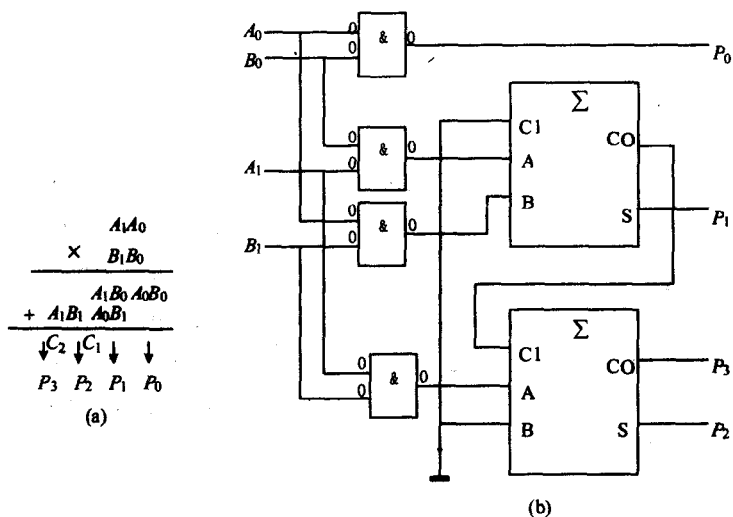 A₁A₀
× B₁B₀
A₁B₀ A₀B₀
+ A₁B₁ A₀B₁
C₂ C₁
P₃ P₂ P₁ P₀
(a)
A₀
B₀
A₁
B₁
0
0
&
0
0
0
&
0
0
0
&
0
0
0
&
0
Σ
C1
A
B
CO
S
Σ
C1
A
B
CO
S
P₀
P₁
P₃
P₂
(b)